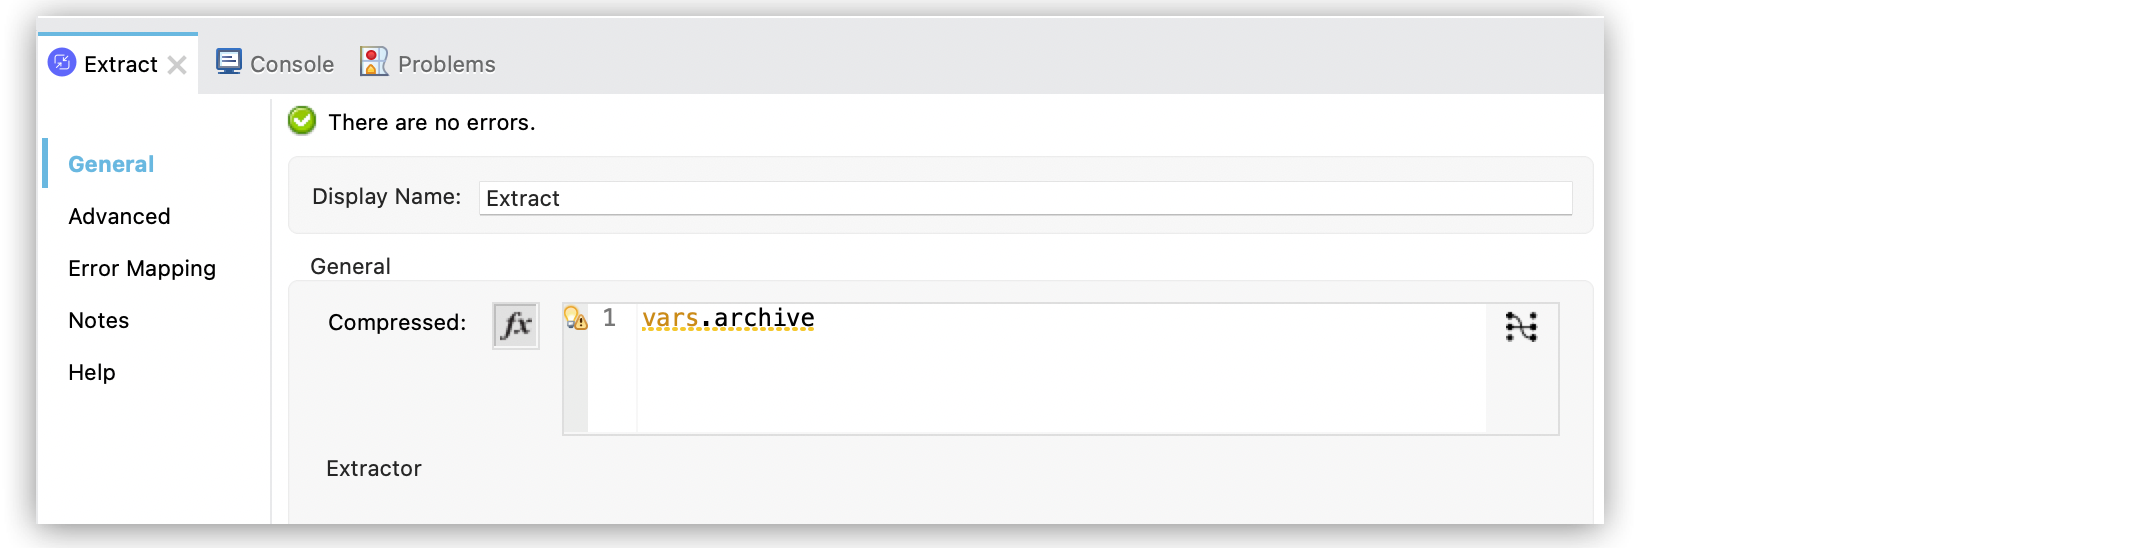 Extract
Console
Problems
There are no errors.
General
Advanced
Error Mapping
Notes
Help
Display Name: Extract
General
Compressed: fx 1 vars.archive
Extractor